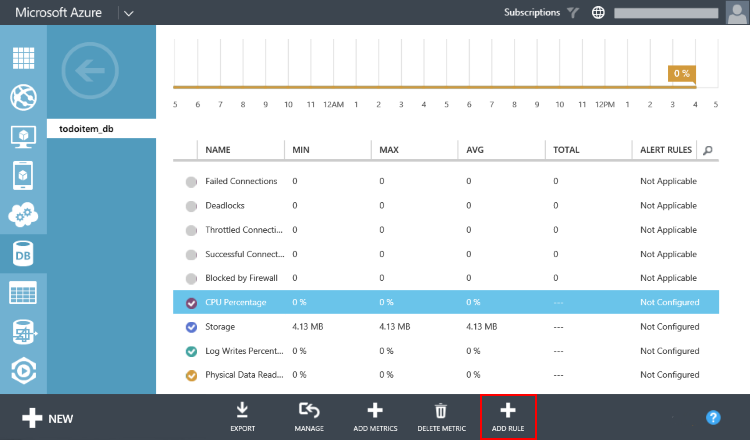 Microsoft Azure
Subscriptions
0 %
5 6 7 8 9 10 11 12AM 1 2 3 4 5 6 7 8 9 10 11 12PM 1 2 3 4 5
todoitem_db
NAME MIN MAX AVG TOTAL ALERT RULES
Failed Connections 0 0 0 Not Applicable
Deadlocks 0 0 0 Not Applicable
Throttled Connecti... 0 0 0 Not Applicable
Successful Connect... 0 0 0 Not Applicable
Blocked by Firewall 0 0 0 Not Applicable
CPU Percentage 0 % 0 % 0 % --- Not Configured
Storage 4.13 MB 4.13 MB 4.13 MB --- Not Configured
Log Writes Percent... 0 % 0 % 0 % --- Not Configured
Physical Data Read... 0 % 0 % 0 % --- Not Configured
DB
NEW EXPORT MANAGE ADD METRICS DELETE METRIC ADD RULE ?